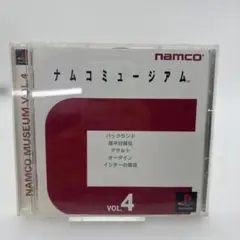 namco
ナムコミュージアム
パックランド
源平討魔伝
アサルト
オーダイン
イシターの復活
VOL.4
NAMCO MUSEUM VOL.4